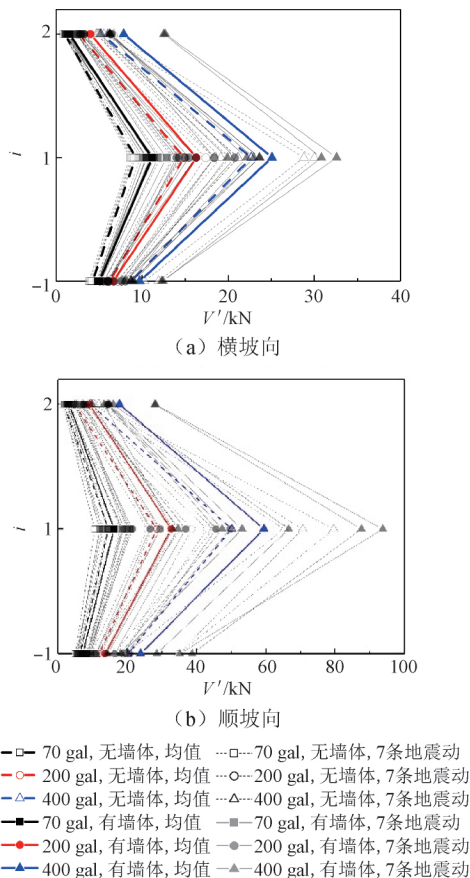 2
i
1
-1
0 10 20 30 40
V'/kN
(a) 横坡向
2
i
1
-1
0 20 40 60 80 100
V'/kN
(b) 顺坡向
70 gal, 无墙体, 均值 70 gal, 无墙体, 7条地震动
200 gal, 无墙体, 均值 200 gal, 无墙体, 7条地震动
400 gal, 无墙体, 均值 400 gal, 无墙体, 7条地震动
70 gal, 有墙体, 均值 70 gal, 有墙体, 7条地震动
200 gal, 有墙体, 均值 200 gal, 有墙体, 7条地震动
400 gal, 有墙体, 均值 400 gal, 有墙体, 7条地震动